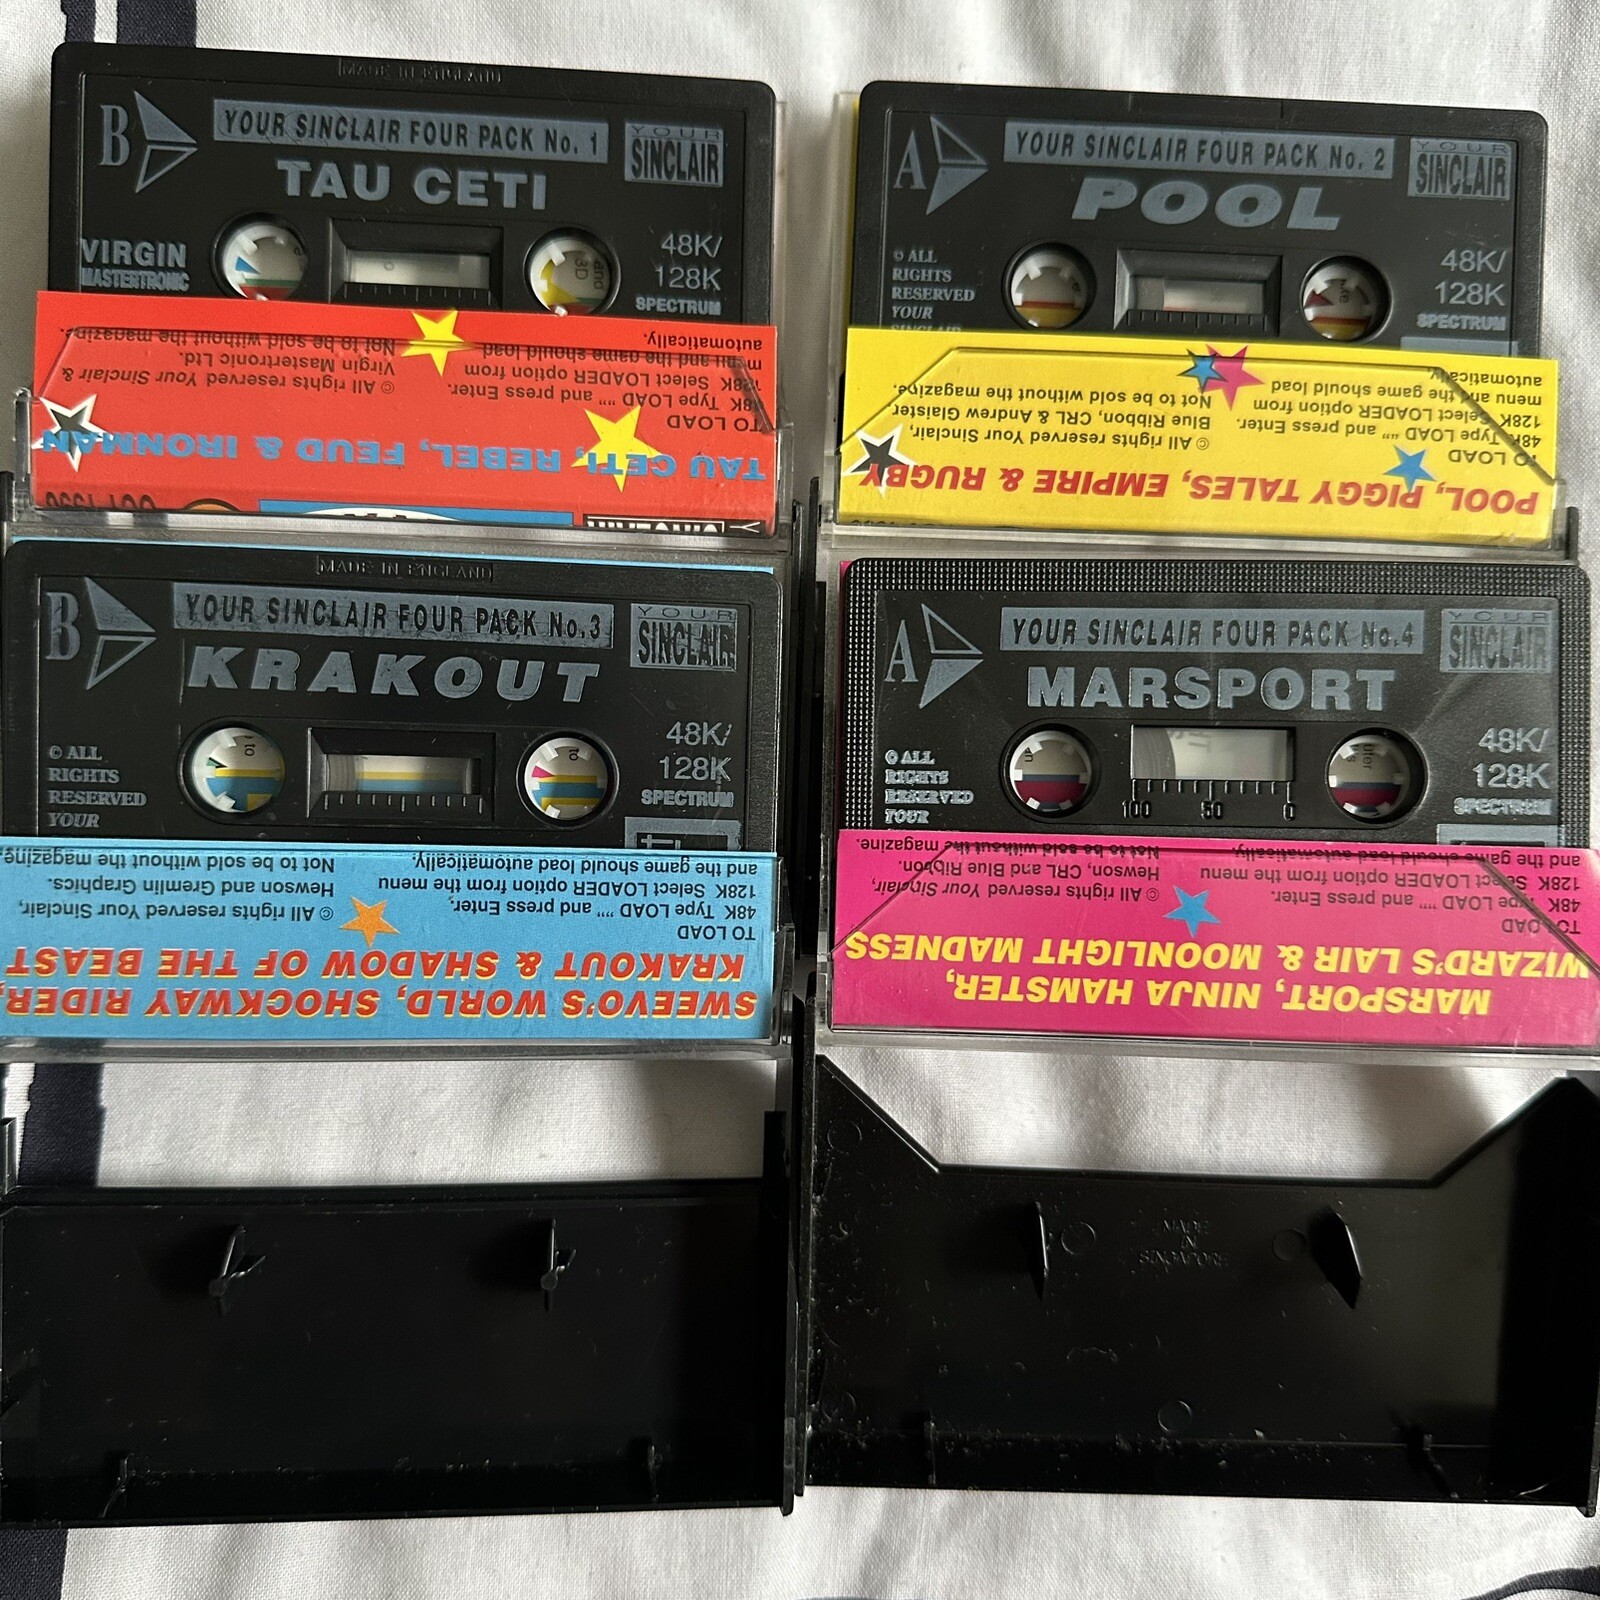 MADE IN ENGLAND
B
YOUR SINCLAIR FOUR PACK No. 1
YOUR
SINCLAIR
TAU CETI
VIRGIN
MASTERTRONIC
48K/
128K
SPECTRUM
TAU CETI, REBEL, FEUD & IRONMAN
TO LOAD
48K Type LOAD "" and press Enter.
128K Select LOADER option from
menu and the game should load
automatically.
© All rights reserved Your Sinclair &
Virgin Mastertronic Ltd.
Not to be sold without the magazine.
A
YOUR SINCLAIR FOUR PACK No. 2
YOUR
SINCLAIR
POOL
© ALL
RIGHTS
RESERVED
YOUR
SINCLAIR
48K/
128K
SPECTRUM
POOL, PIGGY TALES, EMPIRE & RUGBY
TO LOAD
48K Type LOAD "" and press Enter.
128K Select LOADER option from
menu and the game should load
automatically
© All rights reserved Your Sinclair,
Blue Ribbon, CRL & Andrew Glaister
Not to be sold without the magazine.
MADE IN ENGLAND
B
YOUR SINCLAIR FOUR PACK No.3
YOUR
SINCLAIR
KRAKOUT
© ALL
RIGHTS
RESERVED
YOUR
48K/
128K
SPECTRUM
SWEEVO'S WORLD, SHOCKWAY RIDER,
KRAKOUT & SHADOW OF THE BEAST
TO LOAD
48K Type LOAD "" and press Enter.
128K Select LOADER option from the menu
and the game should load automatically.
© All rights reserved Your Sinclair,
Hewson and Gremlin Graphics.
Not to be sold without the magazine.
A
YOUR SINCLAIR FOUR PACK No.4
YOUR
SINCLAIR
MARSPORT
© ALL
RIGHTS
RESERVED
YOUR
48K/
128K
SPECTRUM
100 50 0
MARSPORT, NINJA HAMSTER,
WIZARD'S LAIR & MOONLIGHT MADNESS
TO LOAD
48K Type LOAD "" and press Enter.
128K Select LOADER option from the menu
and the game should load automatically.
© All rights reserved Your Sinclair,
Hewson, CRL and Blue Ribbon.
Not to be sold without the magazine.
MADE
IN
SINGAPORE